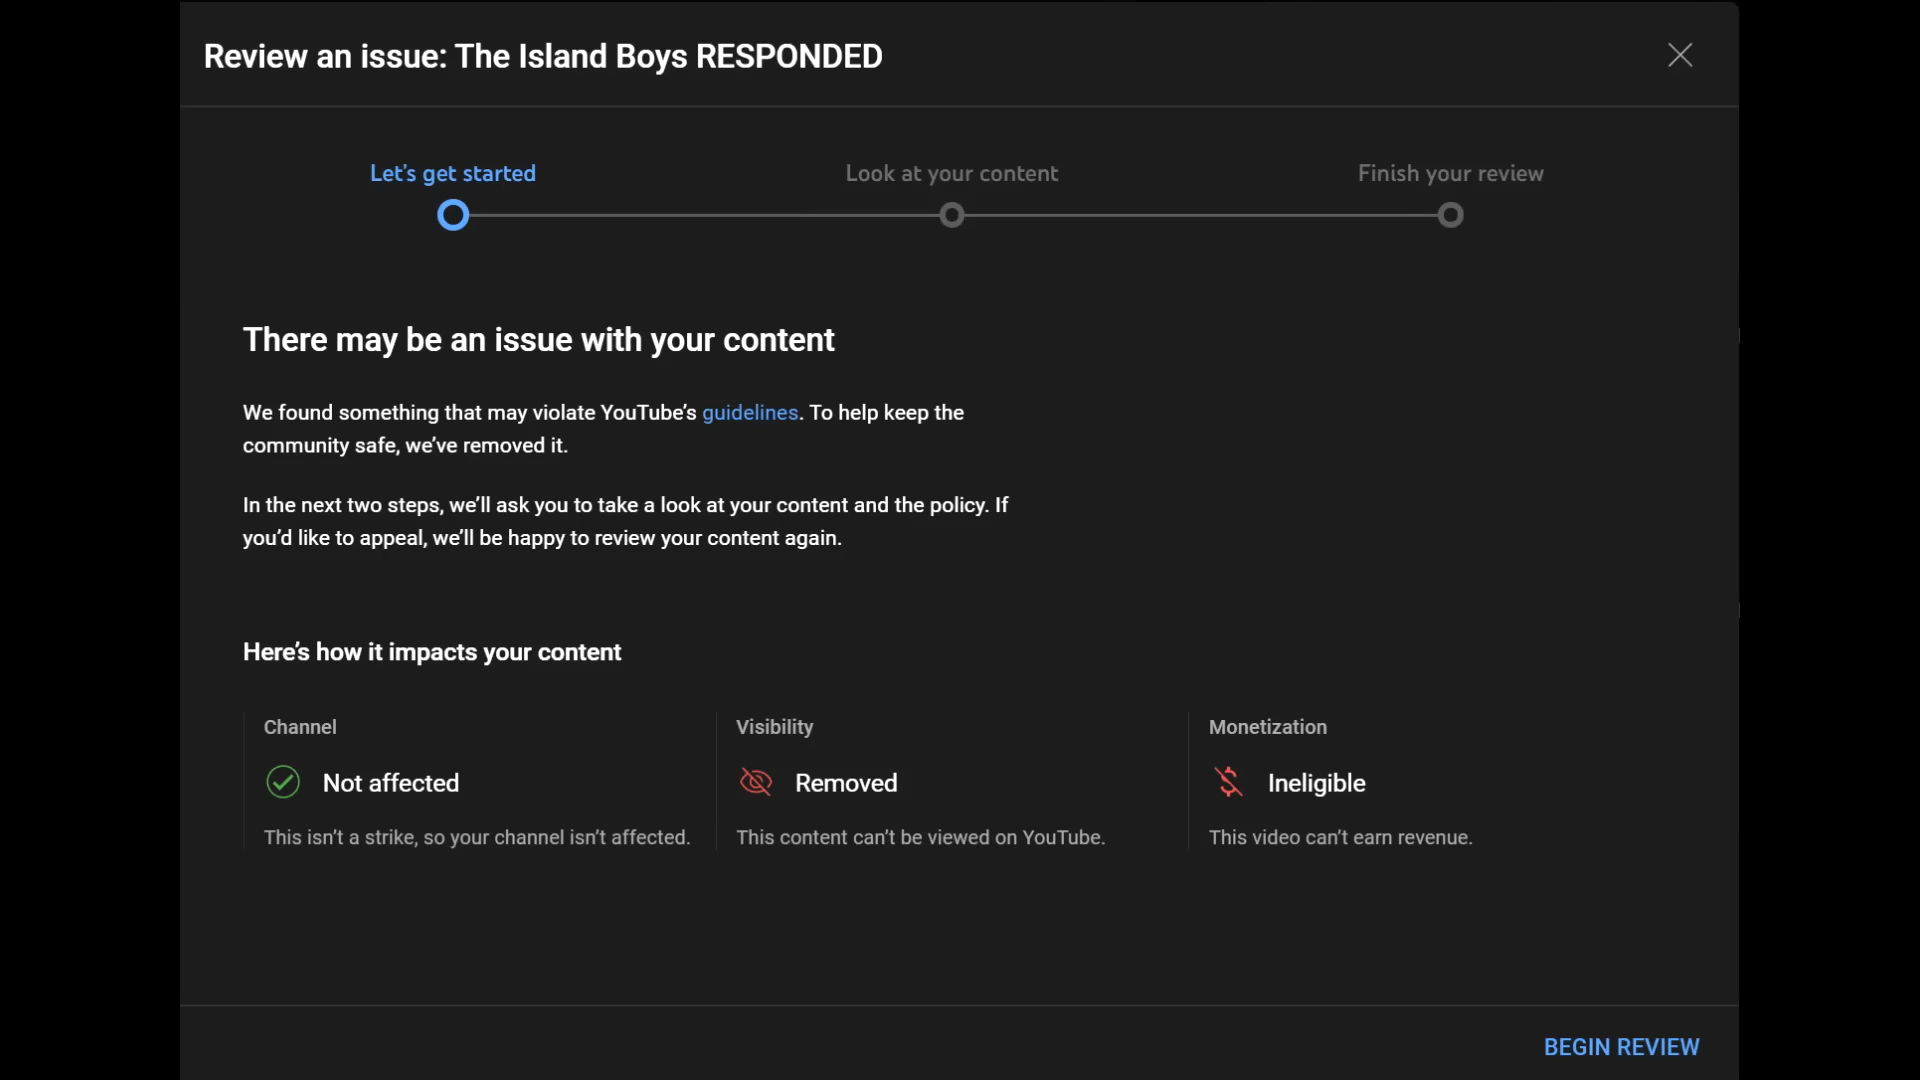 Review an issue: The Island Boys RESPONDED
Let's get started
Look at your content
Finish your review
There may be an issue with your content
We found something that may violate YouTube’s guidelines. To help keep the
community safe, we’ve removed it.
In the next two steps, we’ll ask you to take a look at your content and the policy. If
you’d like to appeal, we’ll be happy to review your content again.
Here’s how it impacts your content
Channel
Not affected
This isn’t a strike, so your channel isn’t affected.
Visibility
Removed
This content can’t be viewed on YouTube.
Monetization
Ineligible
This video can’t earn revenue.
BEGIN REVIEW